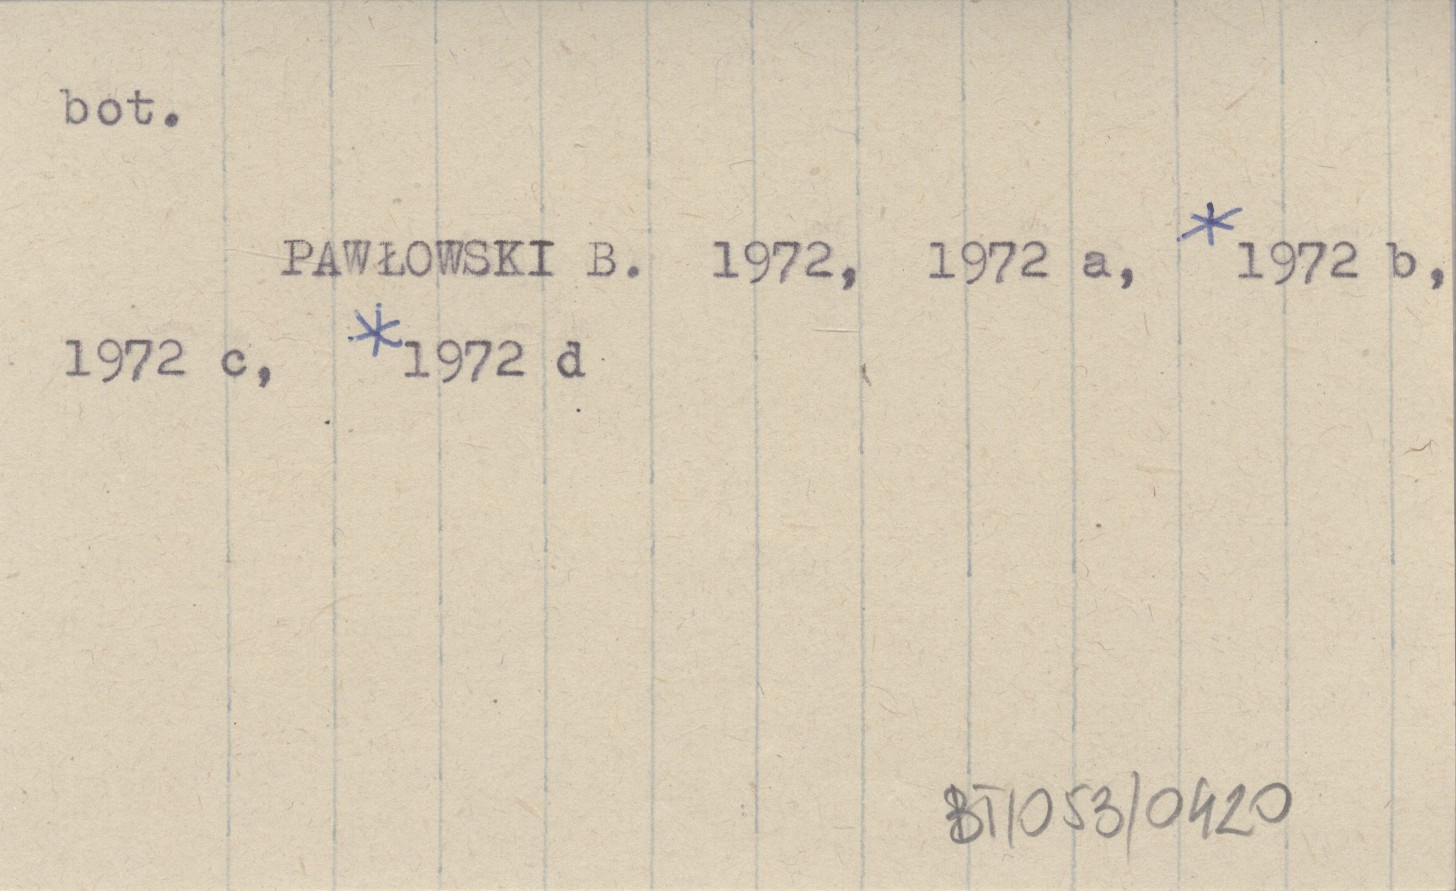 bot.
PAWŁOWSKI B. 1972, 1972 a, *1972 b,
1972 c, *1972 d
BT/053/0420